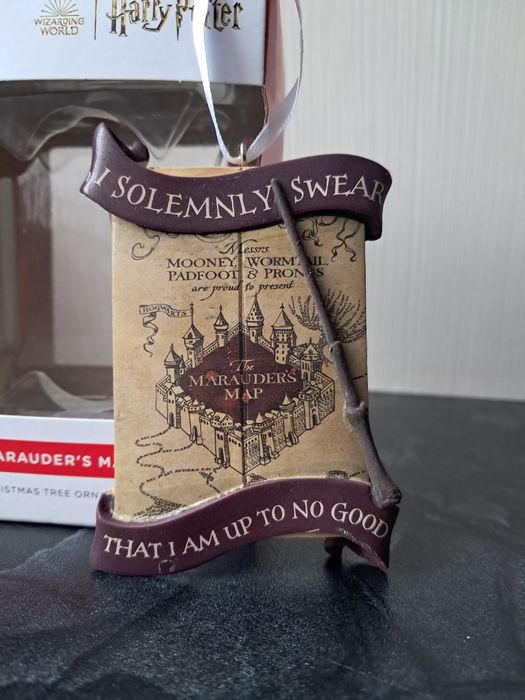 WIZARDING
WORLD
Harry Potter
I SOLEMNLY SWEAR
Messrs
MOONEY, WORMTAIL,
PADFOOT & PRONGS
are proud to present
HOGWARTS
The
MARAUDER'S
MAP
THAT I AM UP TO NO GOOD
ARAUDER'S MA
ISTMAS TREE ORN